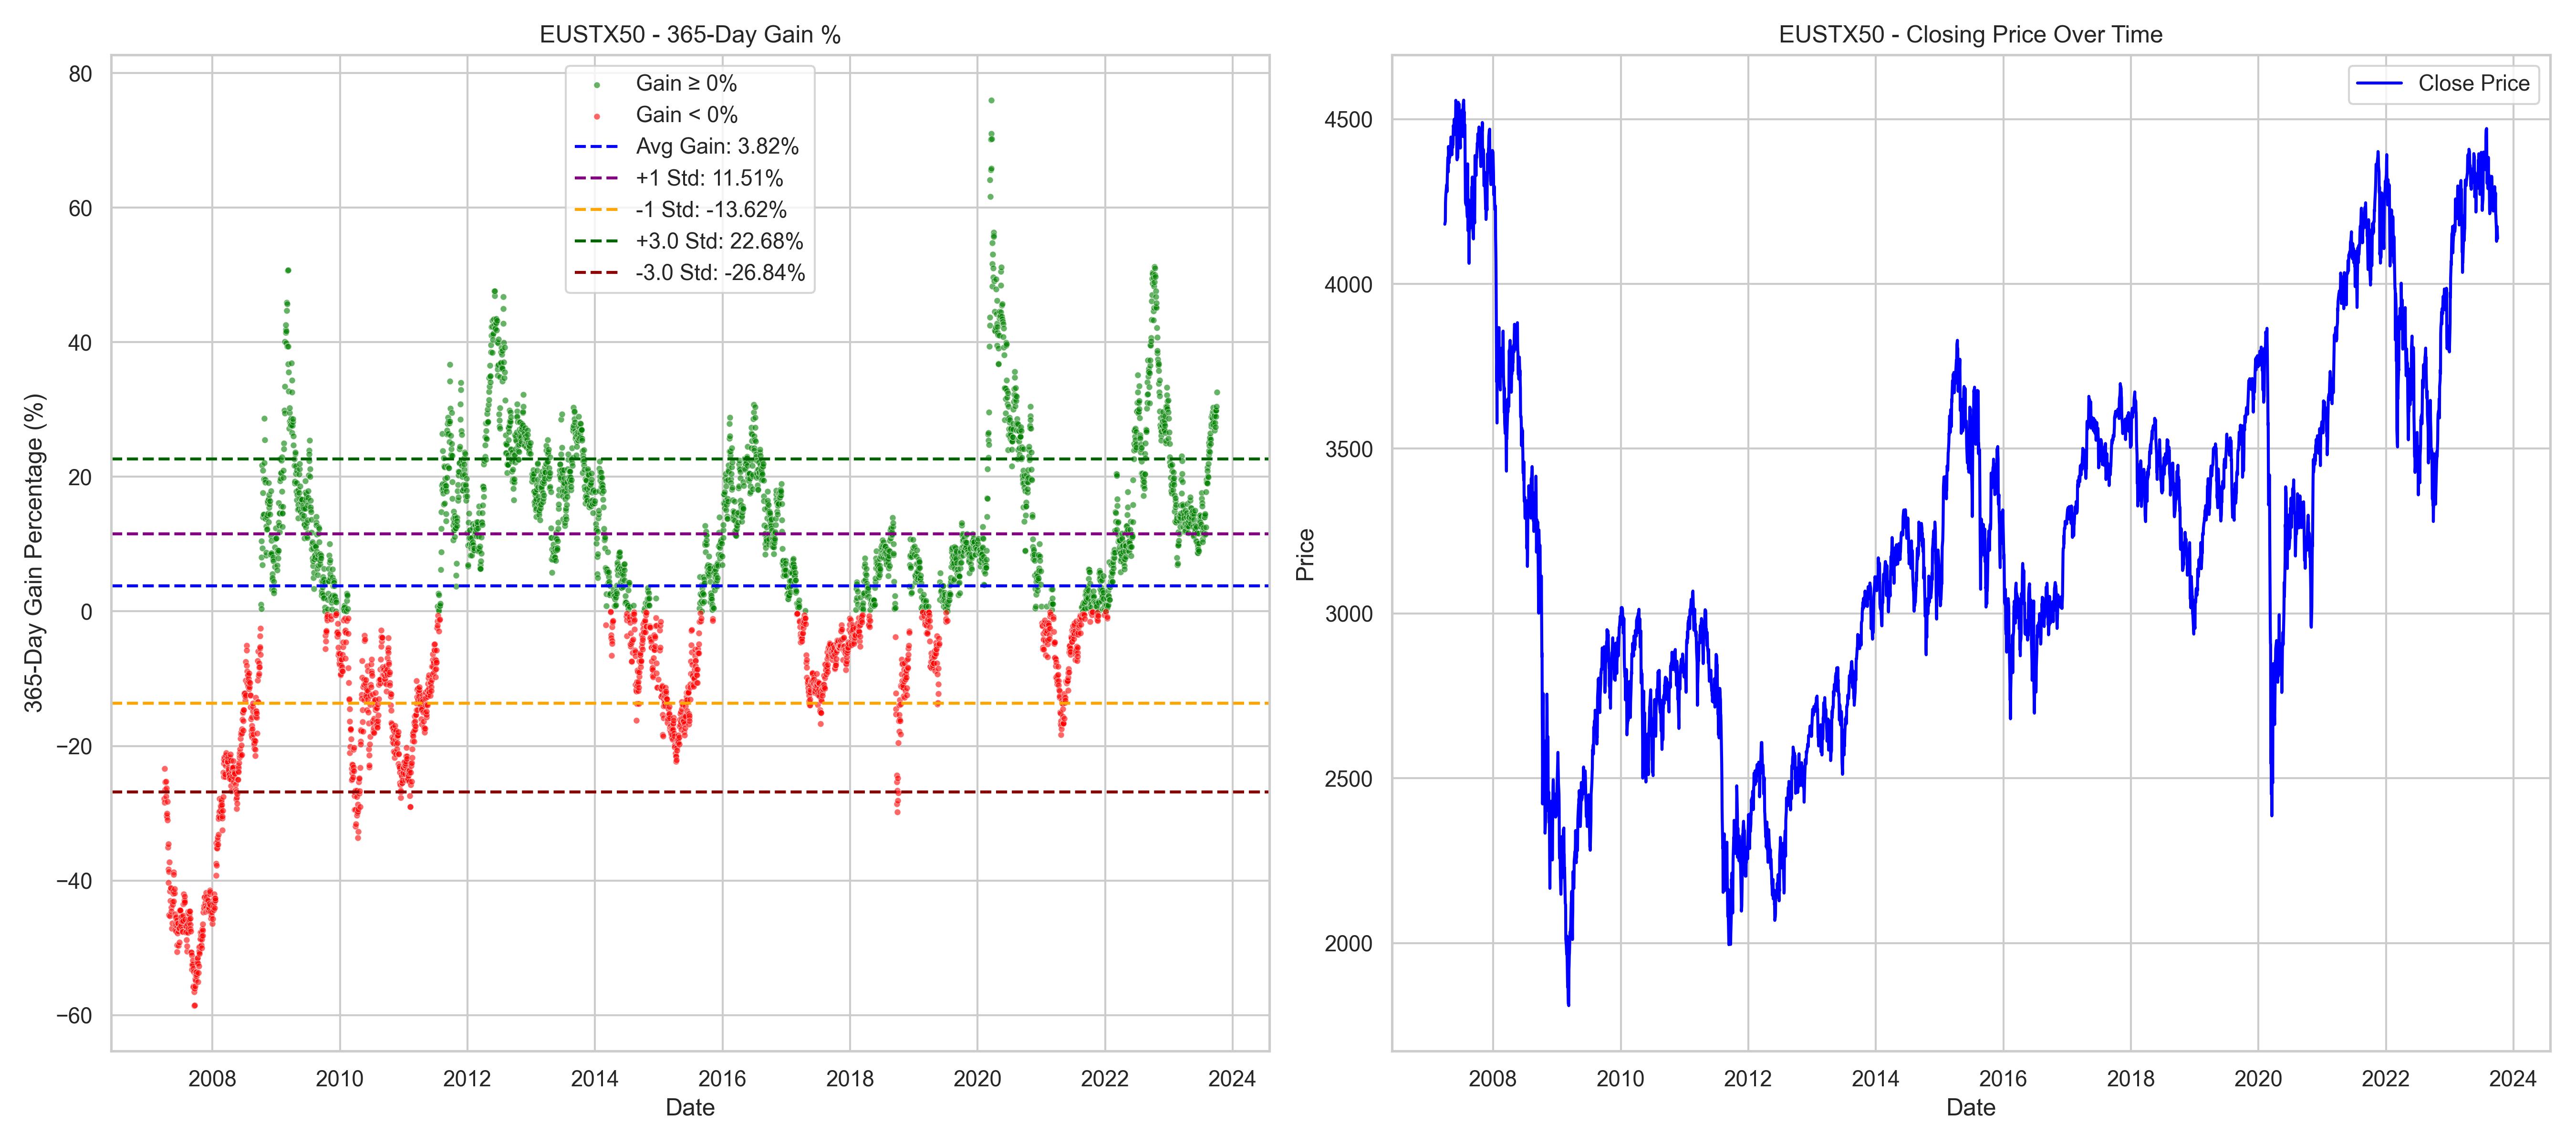 EUSTX50 - 365-Day Gain %
365-Day Gain Percentage (%)
80
60
40
20
0
−20
−40
−60
Gain ≥ 0%
Gain < 0%
Avg Gain: 3.82%
+1 Std: 11.51%
-1 Std: -13.62%
+3.0 Std: 22.68%
-3.0 Std: -26.84%
2008 2010 2012 2014 2016 2018 2020 2022 2024
Date
EUSTX50 - Closing Price Over Time
Price
4500
4000
3500
3000
2500
2000
Close Price
2008 2010 2012 2014 2016 2018 2020 2022 2024
Date